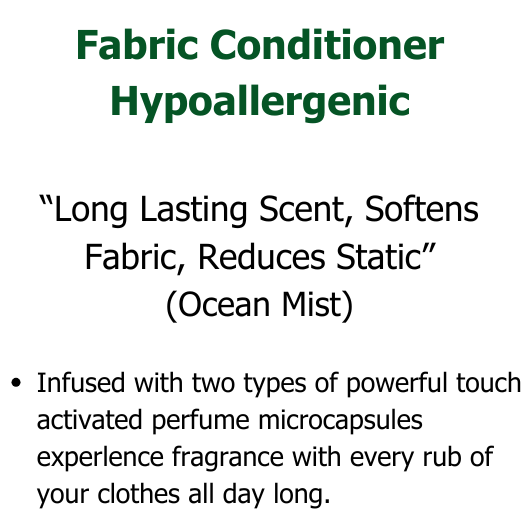 Fabric Conditioner
Hypoallergenic
“Long Lasting Scent, Softens
Fabric, Reduces Static”
(Ocean Mist)
• Infused with two types of powerful touch
activated perfume microcapsules
experlence fragrance with every rub of
your clothes all day long.